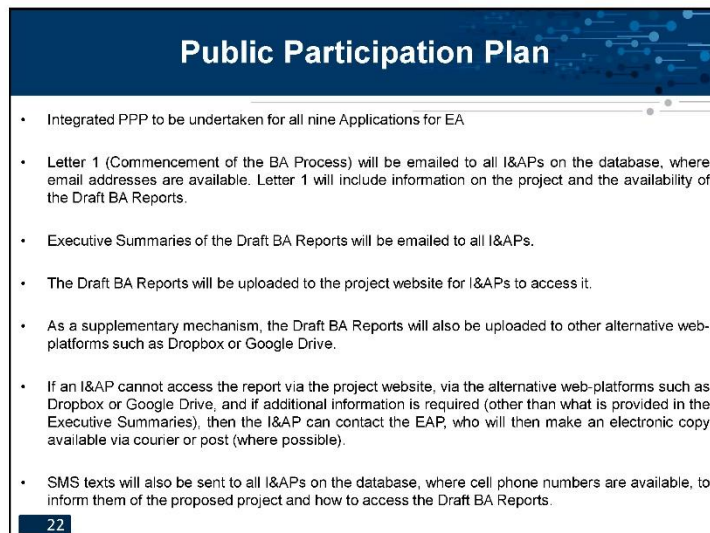 Public Participation Plan
• Integrated PPP to be undertaken for all nine Applications for EA
• Letter 1 (Commencement of the BA Process) will be emailed to all I&APs on the database, where
email addresses are available. Letter 1 will include information on the project and the availability of
the Draft BA Reports.
• Executive Summaries of the Draft BA Reports will be emailed to all I&APs.
• The Draft BA Reports will be uploaded to the project website for I&APs to access it.
• As a supplementary mechanism, the Draft BA Reports will also be uploaded to other alternative web-
platforms such as Dropbox or Google Drive.
• If an I&AP cannot access the report via the project website, via the alternative web-platforms such as
Dropbox or Google Drive, and if additional information is required (other than what is provided in the
Executive Summaries), then the I&AP can contact the EAP, who will then make an electronic copy
available via courier or post (where possible).
• SMS texts will also be sent to all I&APs on the database, where cell phone numbers are available, to
inform them of the proposed project and how to access the Draft BA Reports.
22